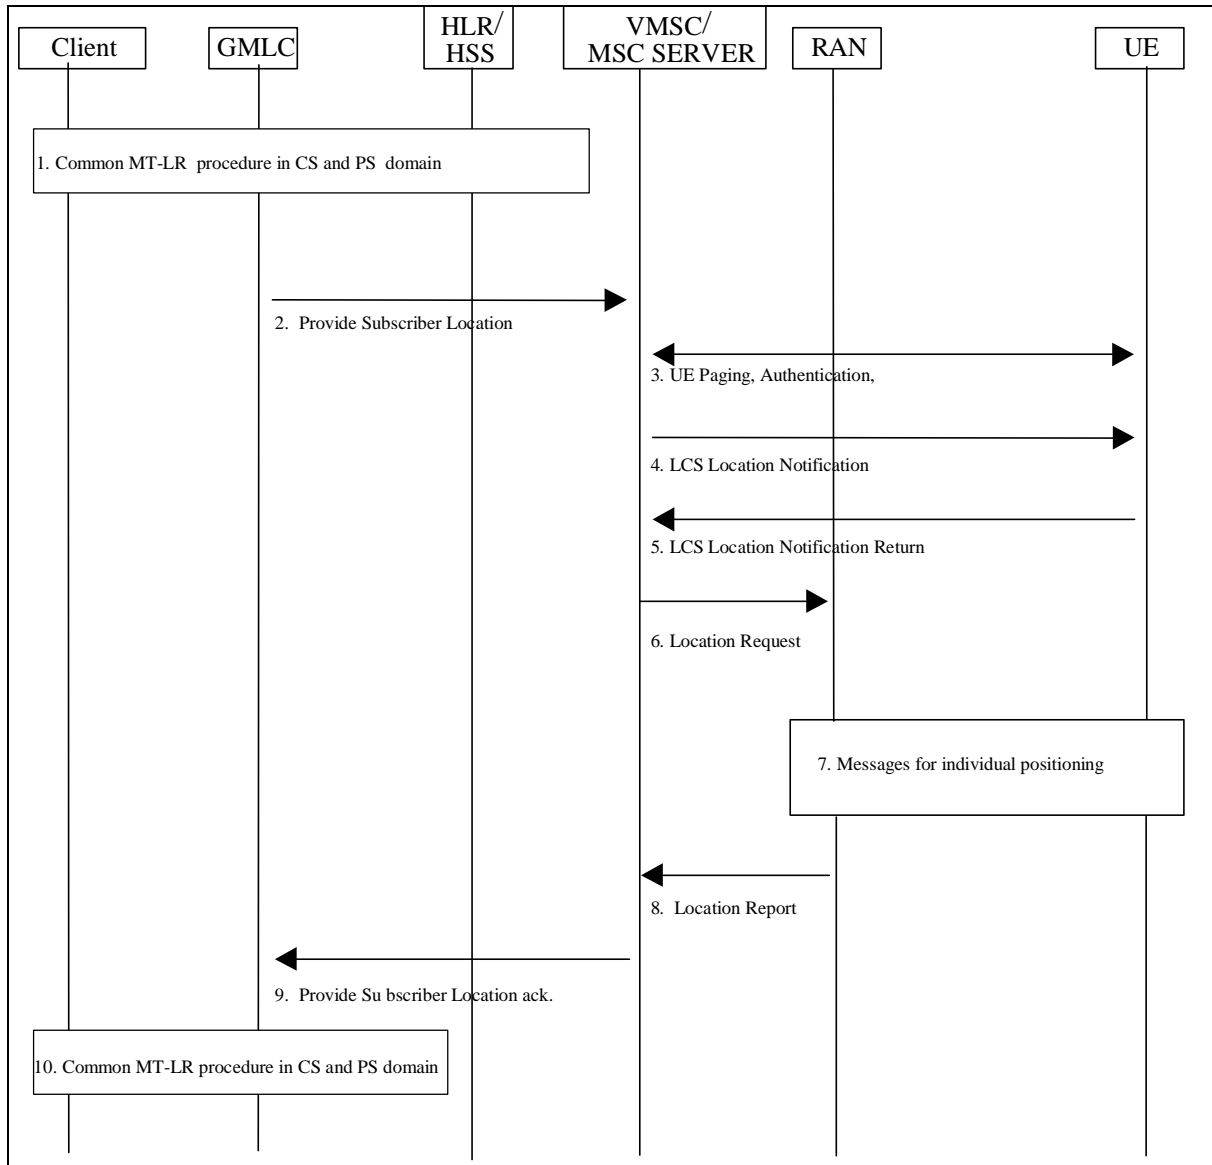 Client
GMLC
HLR/
HSS
VMSC/
MSC SERVER
RAN
UE
1. Common MT-LR procedure in CS and PS domain
2. Provide Subscriber Location
3. UE Paging, Authentication,
4. LCS Location Notification
5. LCS Location Notification Return
6. Location Request
7. Messages for individual positioning
8. Location Report
9. Provide Su bscriber Location ack.
10. Common MT-LR procedure in CS and PS domain